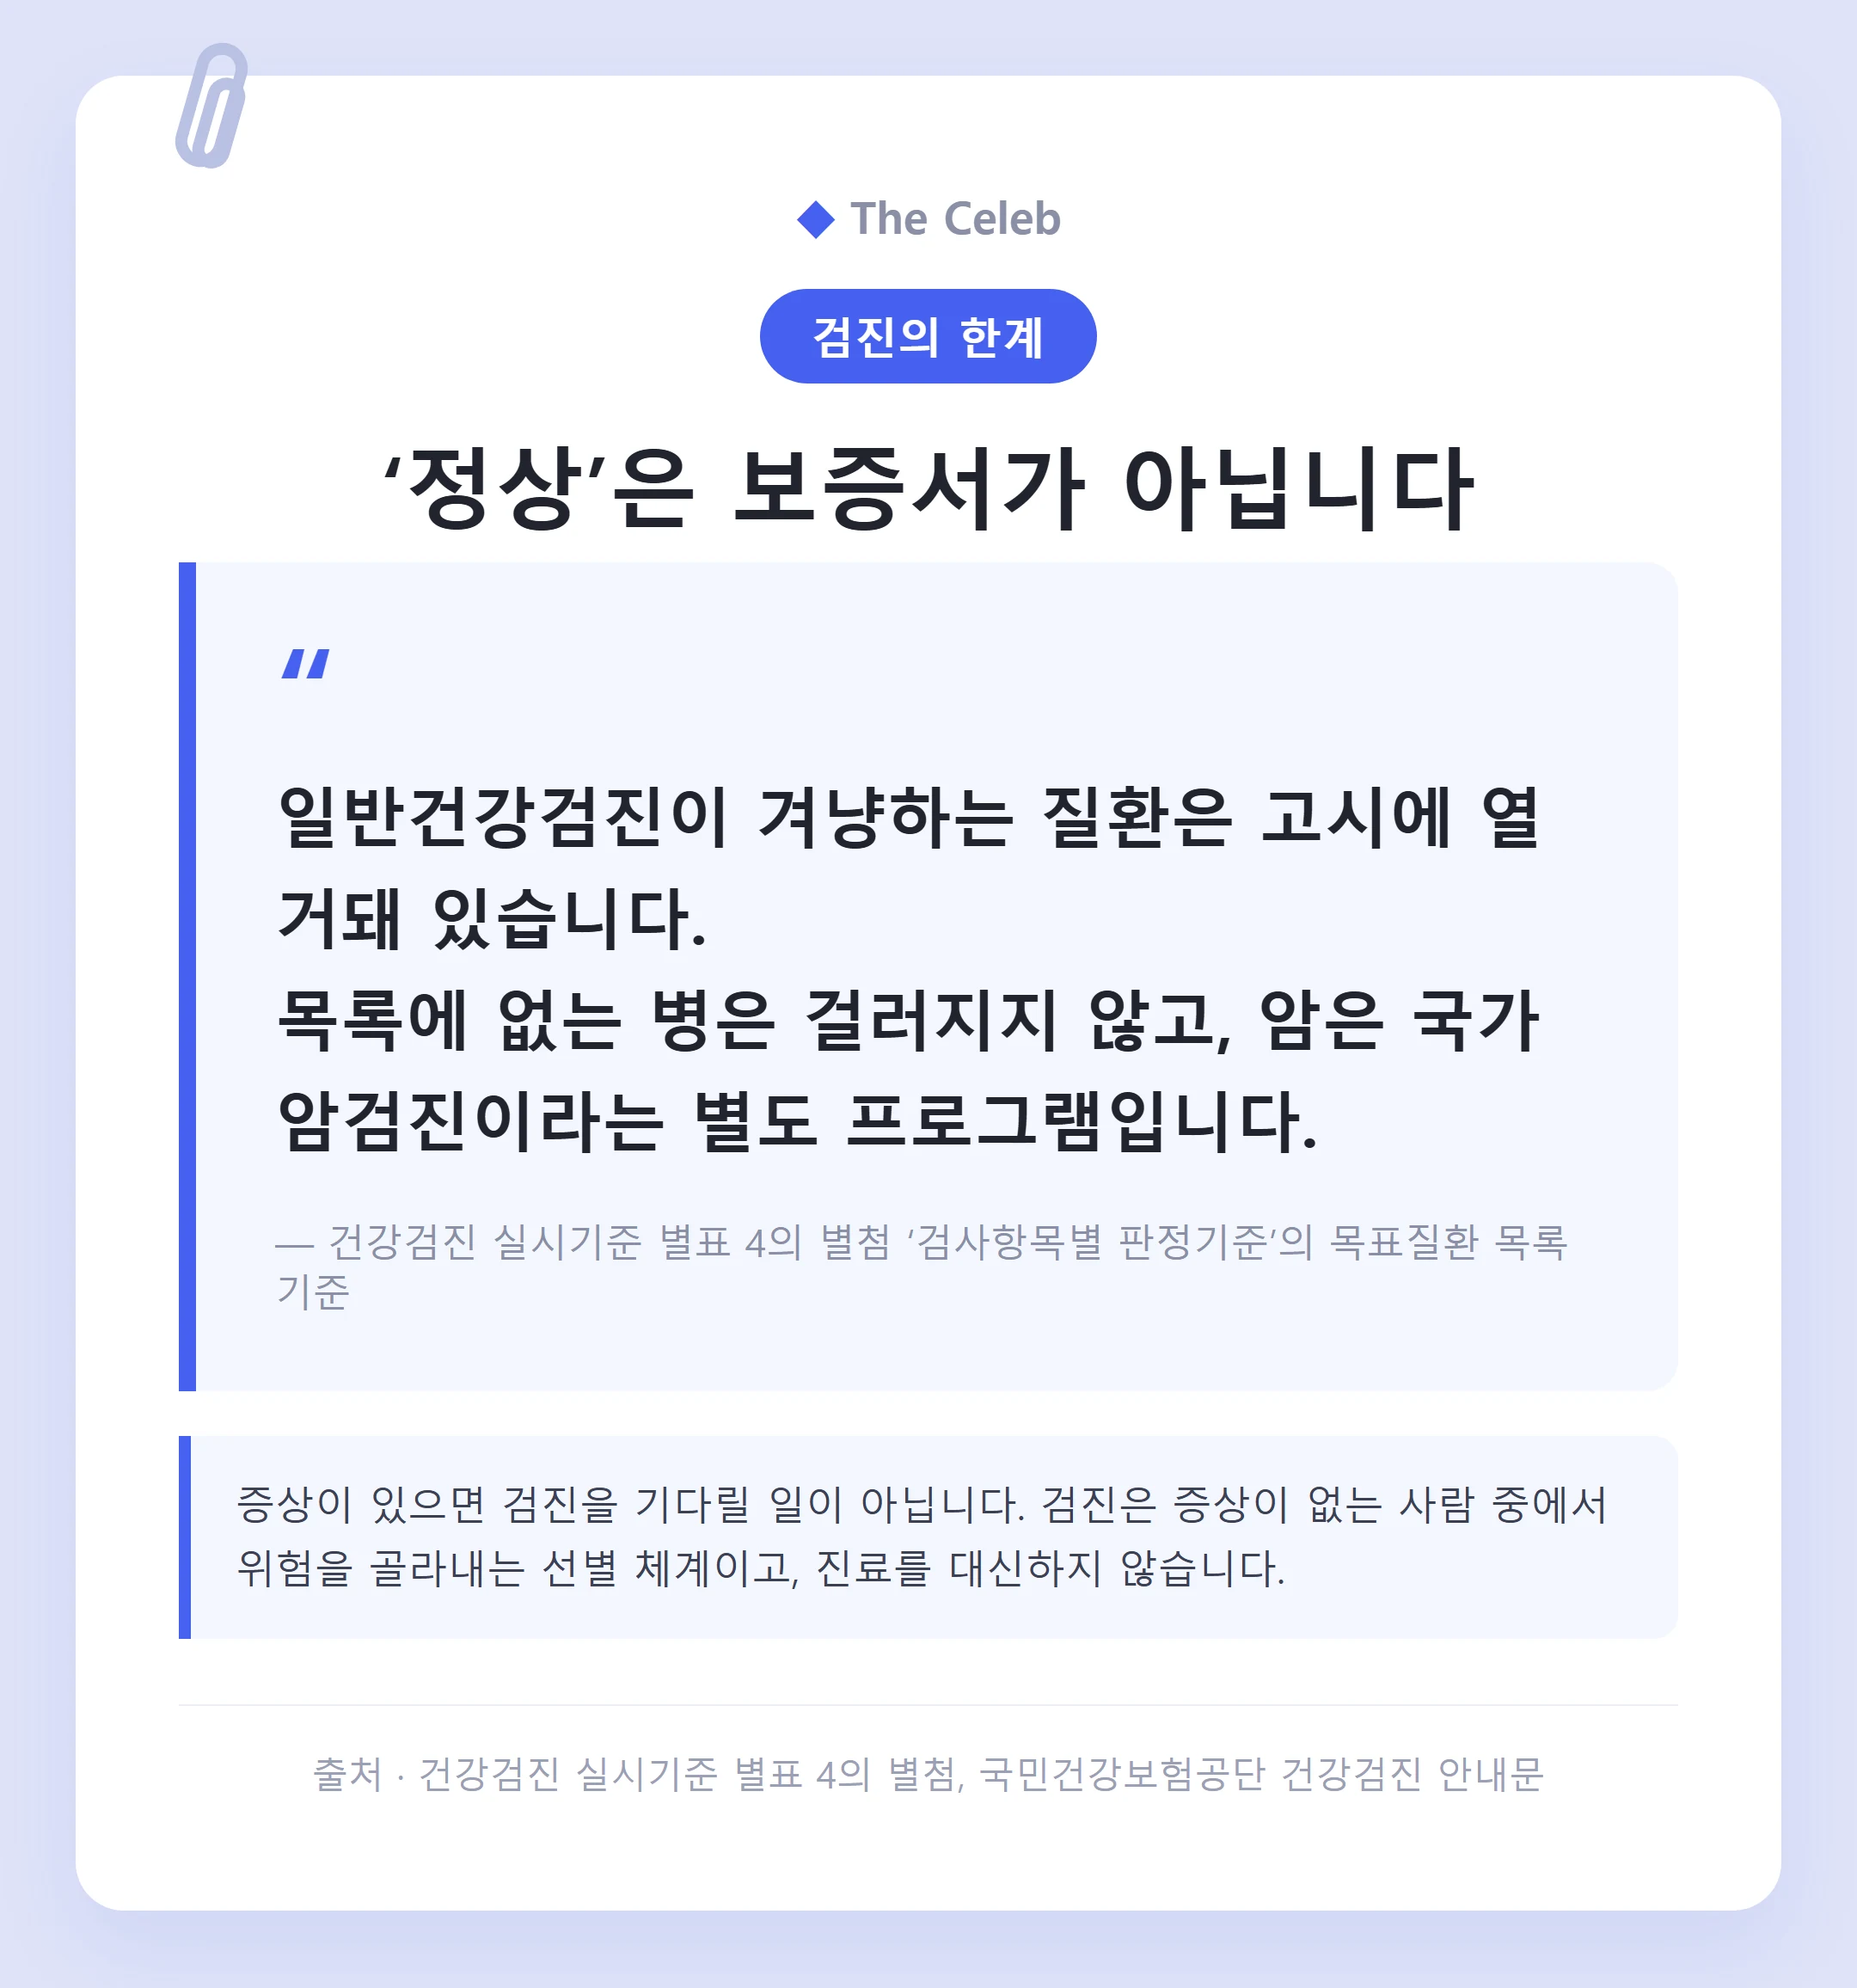 The Celeb
검진의 한계
‘정상’은 보증서가 아닙니다
“
일반건강검진이 겨냥하는 질환은 고시에 열
거돼 있습니다.
목록에 없는 병은 걸러지지 않고, 암은 국가
암검진이라는 별도 프로그램입니다.
— 건강검진 실시기준 별표 4의 별첨 ‘검사항목별 판정기준’의 목표질환 목록
기준
증상이 있으면 검진을 기다릴 일이 아닙니다. 검진은 증상이 없는 사람 중에서
위험을 골라내는 선별 체계이고, 진료를 대신하지 않습니다.
출처 · 건강검진 실시기준 별표 4의 별첨, 국민건강보험공단 건강검진 안내문